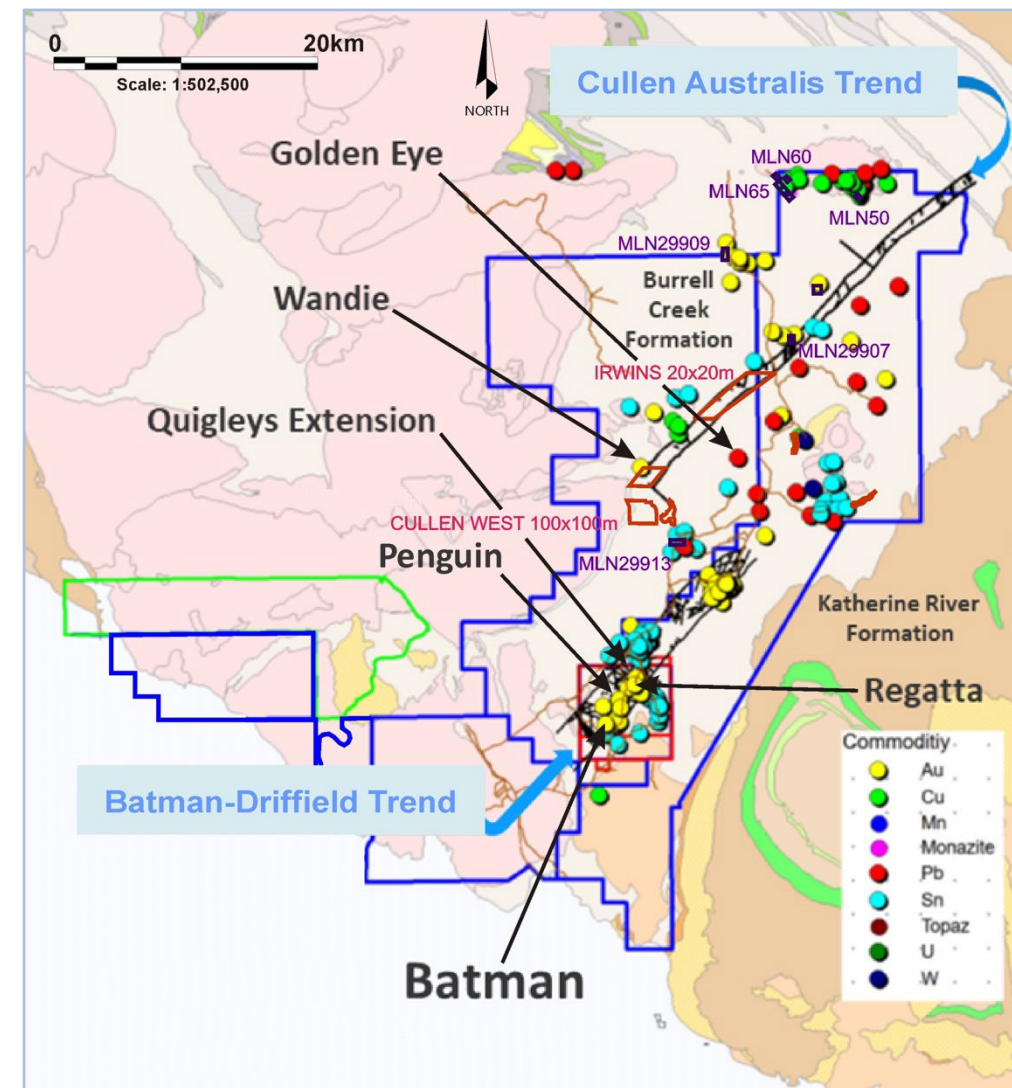 0 20km
Scale: 1:502,500
NORTH
Cullen Australis Trend
Golden Eye
MLN60
MLN65
MLN50
MLN29909
Wandie
Burrell
Creek
Formation
MLN29907
IRWINS 20x20m
Quigleys Extension
CULLEN WEST 100x100m
Penguin
MLN29913
Katherine River
Formation
Regatta
Batman-Driffield Trend
Batman
Commoditiy
Au
Cu
Mn
Monazite
Pb
Sn
Topaz
U
W